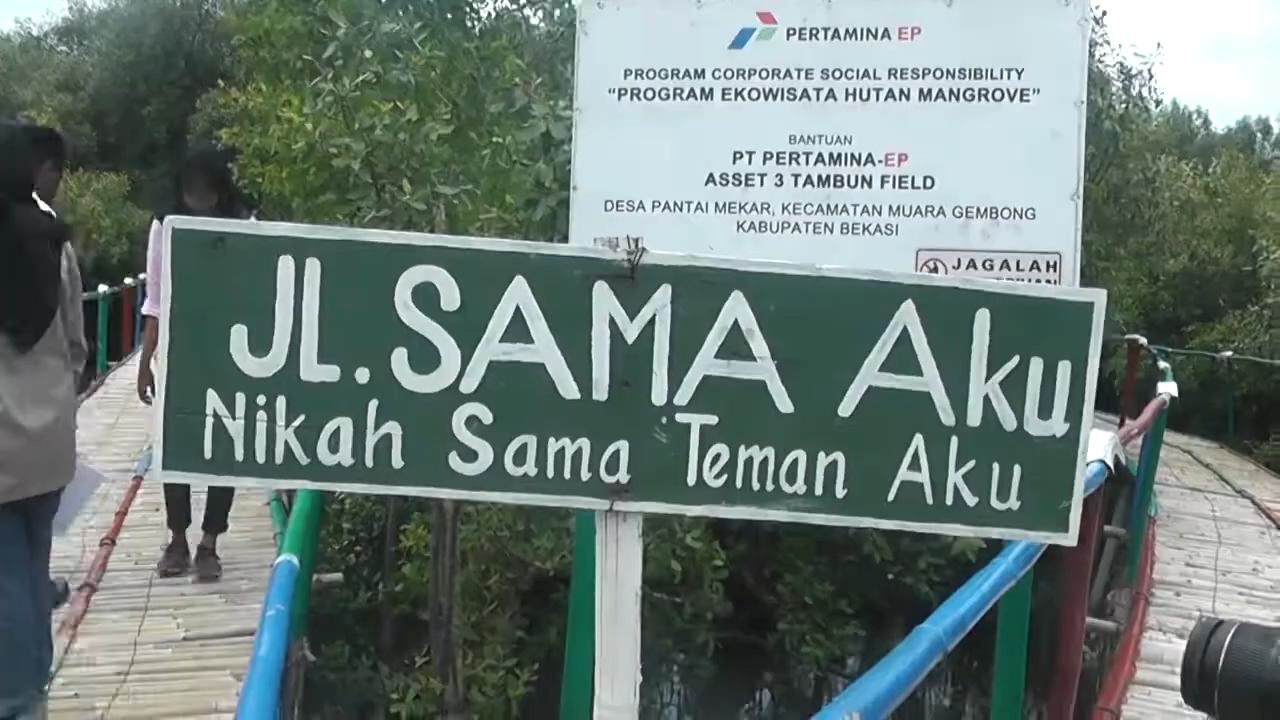 PERTAMINA EP
PROGRAM CORPORATE SOCIAL RESPONSIBILITY
“PROGRAM EKOWISATA HUTAN MANGROVE”
BANTUAN
PT PERTAMINA-EP
ASSET 3 TAMBUN FIELD
DESA PANTAI MEKAR, KECAMATAN MUARA GEMBONG
KABUPATEN BEKASI
JAGALAH
JL. SAMA Aku
Nikah Sama Teman Aku